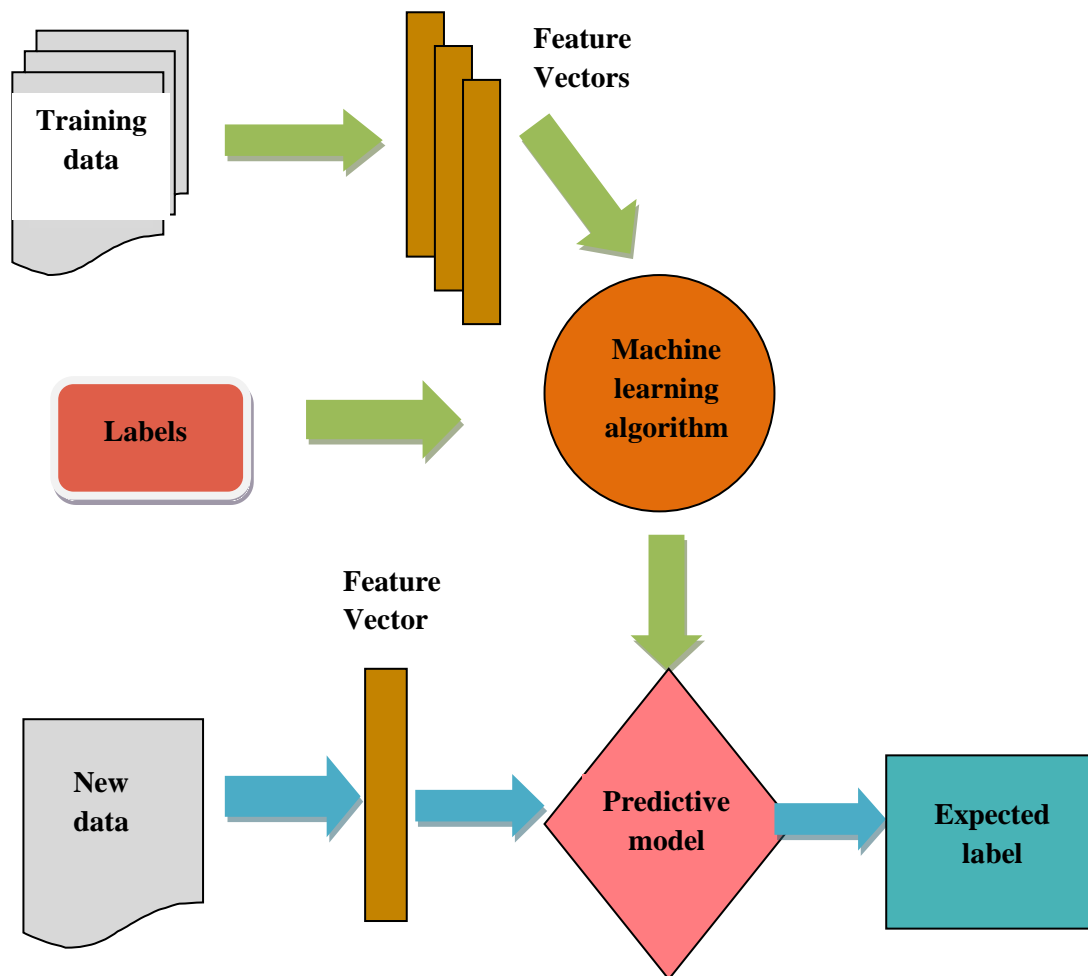 Training
data
Feature
Vectors
Machine
learning
algorithm
Labels
Feature
Vector
New
data
Predictive
model
Expected
label